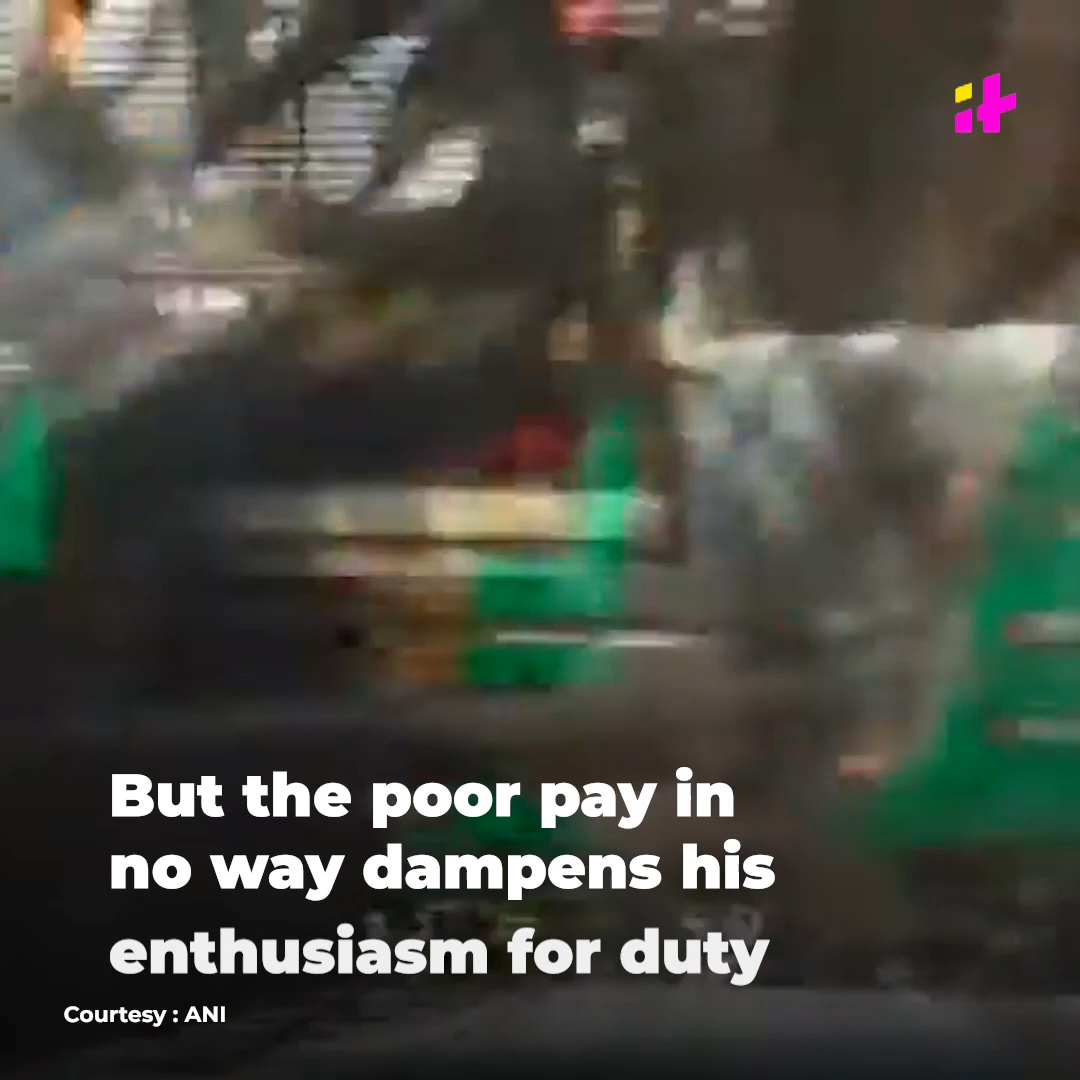 But the poor pay in
no way dampens his
enthusiasm for duty
Courtesy : ANI